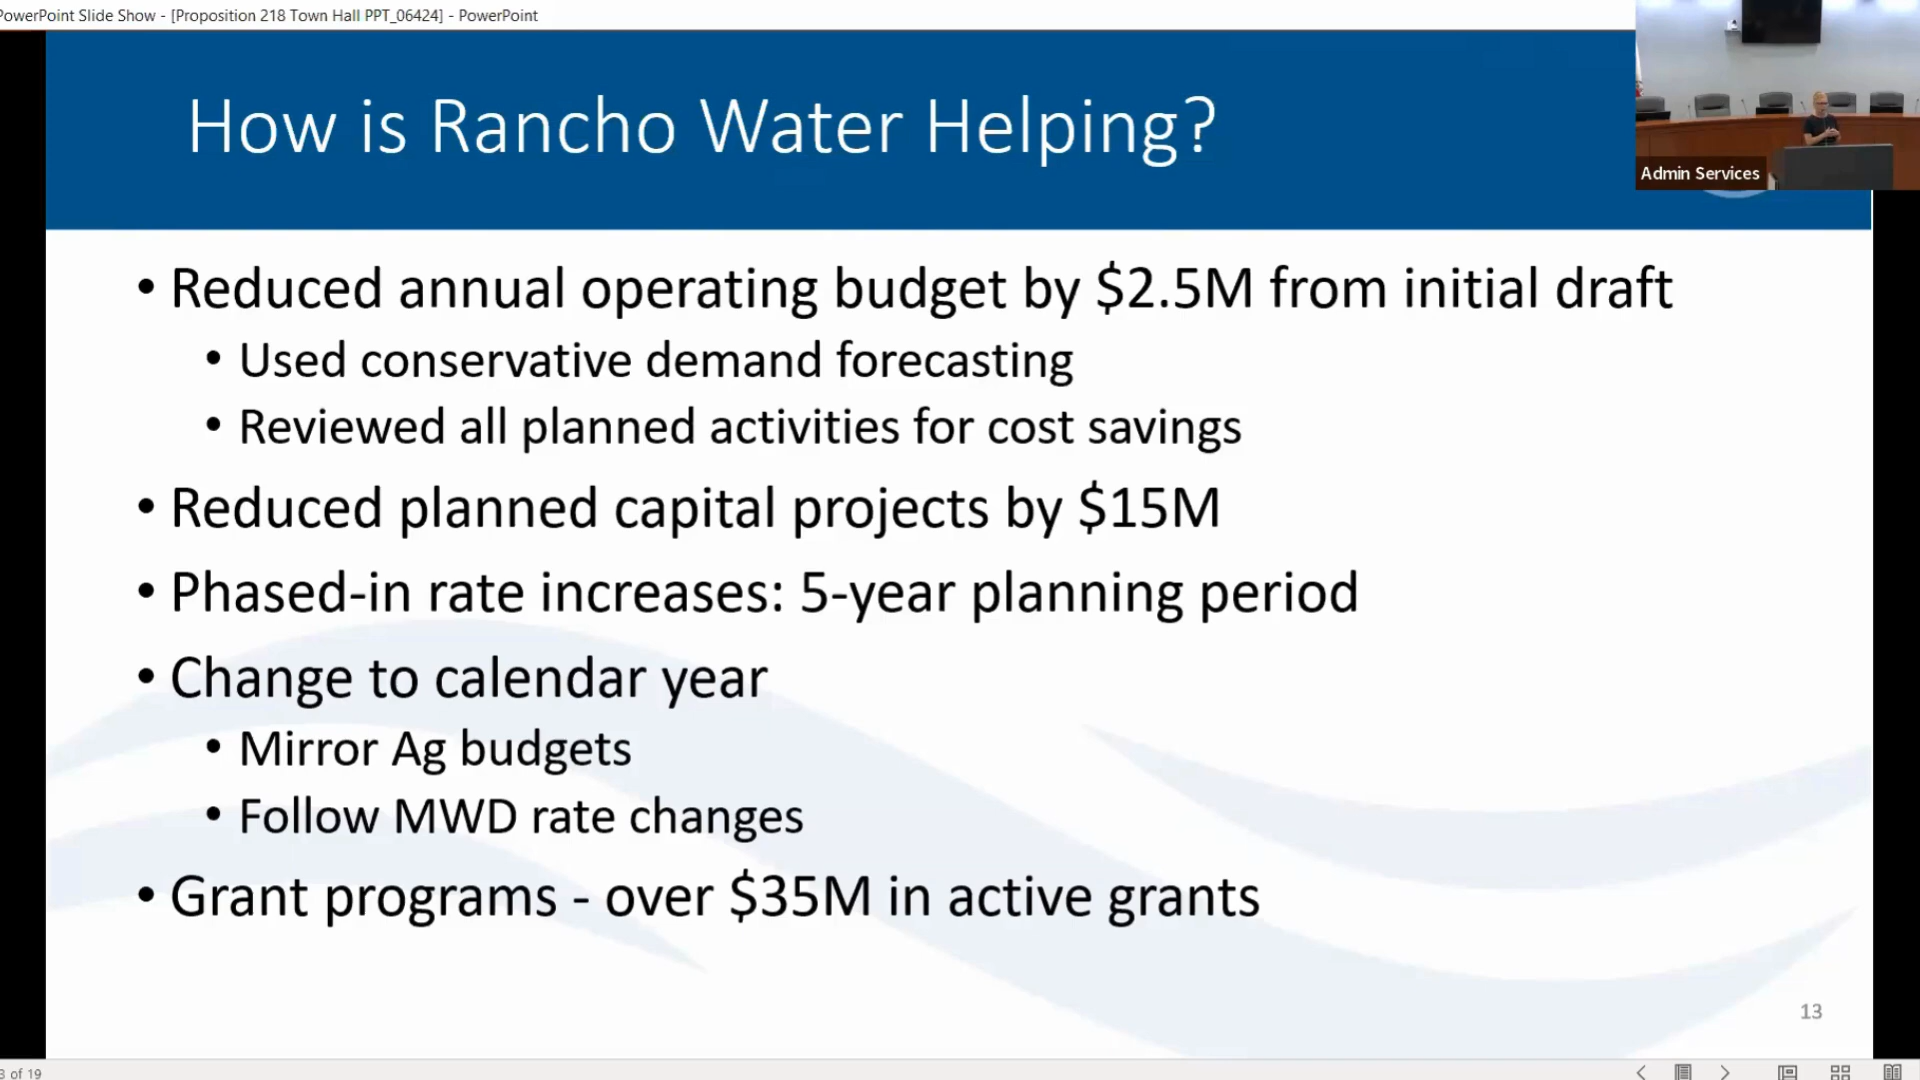 PowerPoint Slide Show - [Proposition 218 Town Hall PPT_06424] - PowerPoint
How is Rancho Water Helping?
Admin Services
• Reduced annual operating budget by $2.5M from initial draft
• Used conservative demand forecasting
• Reviewed all planned activities for cost savings
• Reduced planned capital projects by $15M
• Phased-in rate increases: 5-year planning period
• Change to calendar year
• Mirror Ag budgets
• Follow MWD rate changes
• Grant programs - over $35M in active grants
13
3 of 19